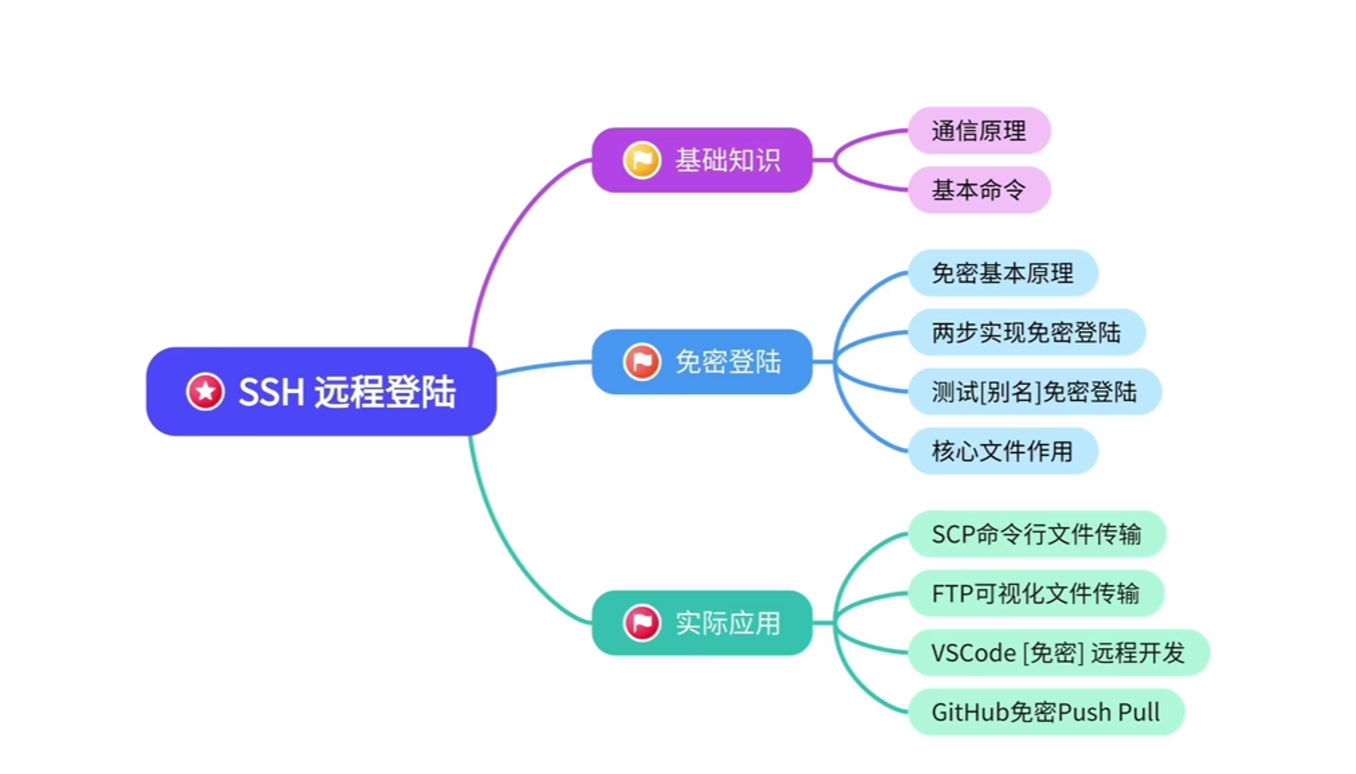 SSH 远程登陆
基础知识
通信原理
基本命令
免密登陆
免密基本原理
两步实现免密登陆
测试[别名]免密登陆
核心文件作用
实际应用
SCP命令行文件传输
FTP可视化文件传输
VSCode [免密] 远程开发
GitHub免密Push Pull